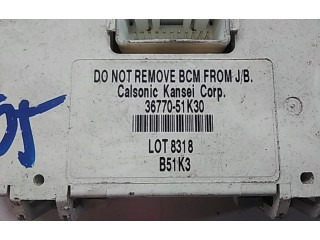 DO NOT REMOVE BCM FROM J/B.
Calsonic Kansei Corp.
36770-51K30
LOT 8318
B51K3